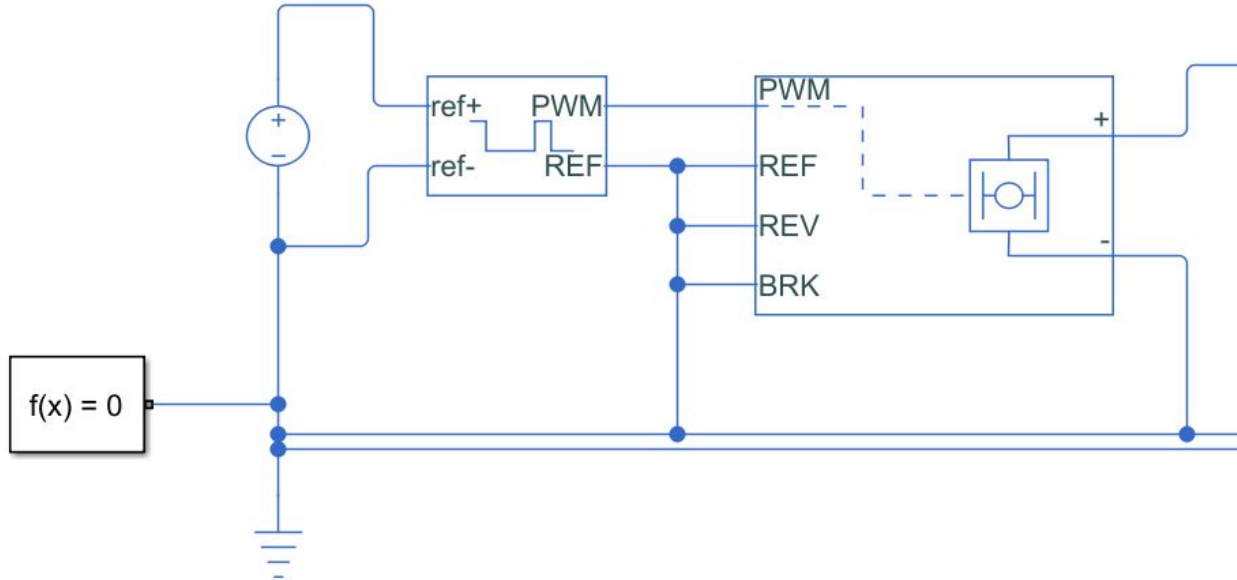 ref+
PWM
ref-
REF
PWM
REF
REV
BRK
+
-
+
−
f(x) = 0